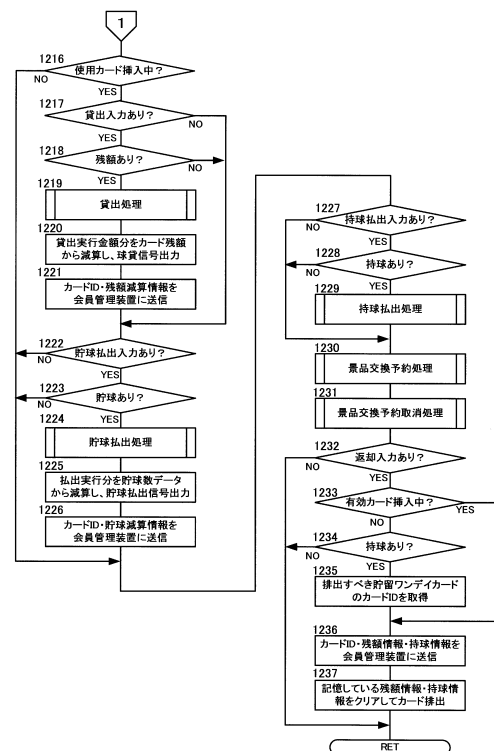 1
1216
使用カード挿入中？
NO
YES
1217
貸出入力あり？
NO
YES
1218
残額あり？
NO
YES
1219
貸出処理
1220
貸出実行金額分をカード残額
から減算し、球貸信号出力
1221
カードID・残額減算情報を
会員管理装置に送信
1222
貯球払出入力あり？
NO
YES
1223
貯球あり？
NO
YES
1224
貯球払出処理
1225
払出実行分を貯球数データ
から減算し、貯球払出信号出力
1226
カードID・貯球減算情報を
会員管理装置に送信
1227
持球払出入力あり？
NO
YES
1228
持球あり？
NO
YES
1229
持球払出処理
1230
景品交換予約処理
1231
景品交換予約取消処理
1232
返却入力あり？
NO
YES
1233
有効カード挿入中？
YES
NO
1234
持球あり？
NO
YES
1235
排出すべき貯留ワンデイカード
のカードIDを取得
1236
カードID・残額情報・持球情報を
会員管理装置に送信
1237
記憶している残額情報・持球情
報をクリアしてカード排出
RET